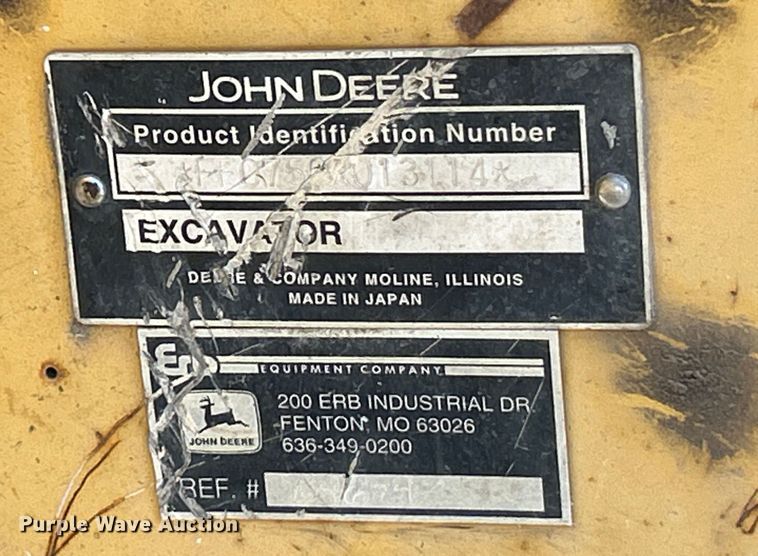 JOHN DEERE
Product Identification Number
EXCAVATOR
DEERE & COMPANY MOLINE, ILLINOIS
MADE IN JAPAN
Erb
EQUIPMENT COMPANY
200 ERB INDUSTRIAL DR
FENTON, MO 63026
636-349-0200
JOHN DEERE
REF. #
Purple Wave Auction